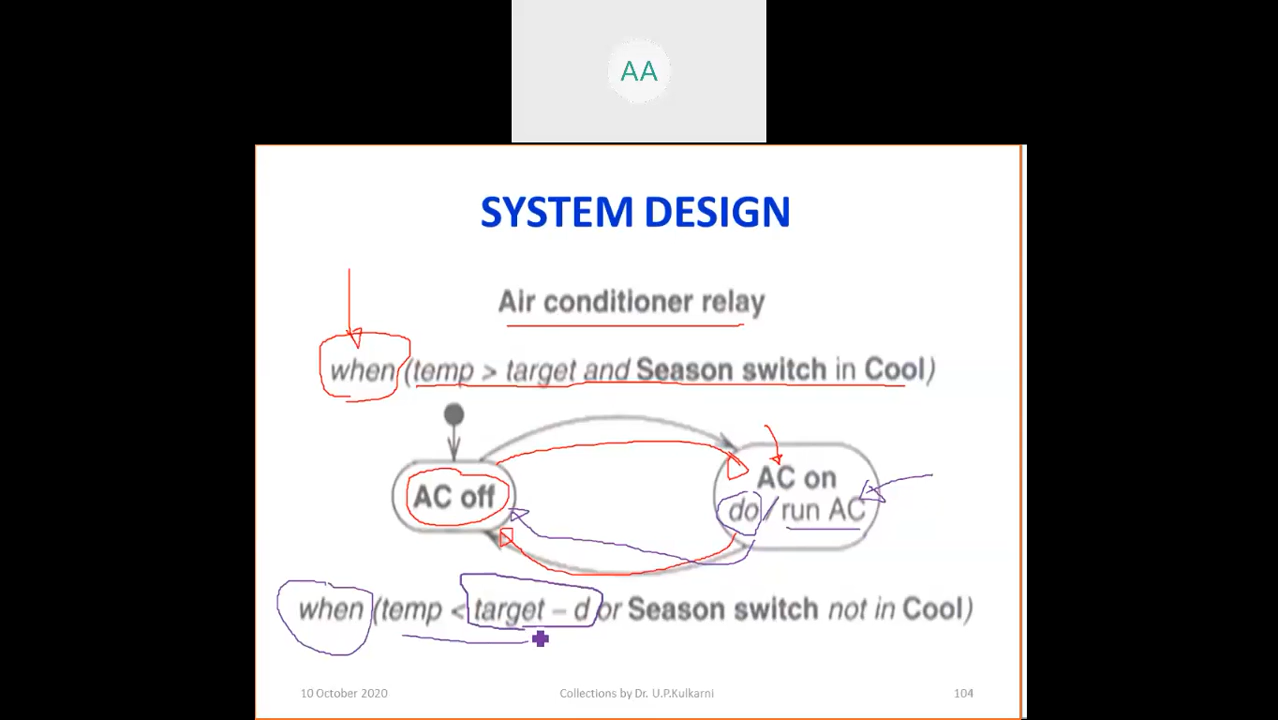 AA
SYSTEM DESIGN
Air conditioner relay
when (temp > target and Season switch in Cool)
AC off
AC on
do / run AC
when (temp < target – d or Season switch not in Cool)
10 October 2020
Collections by Dr. U.P.Kulkarni
104